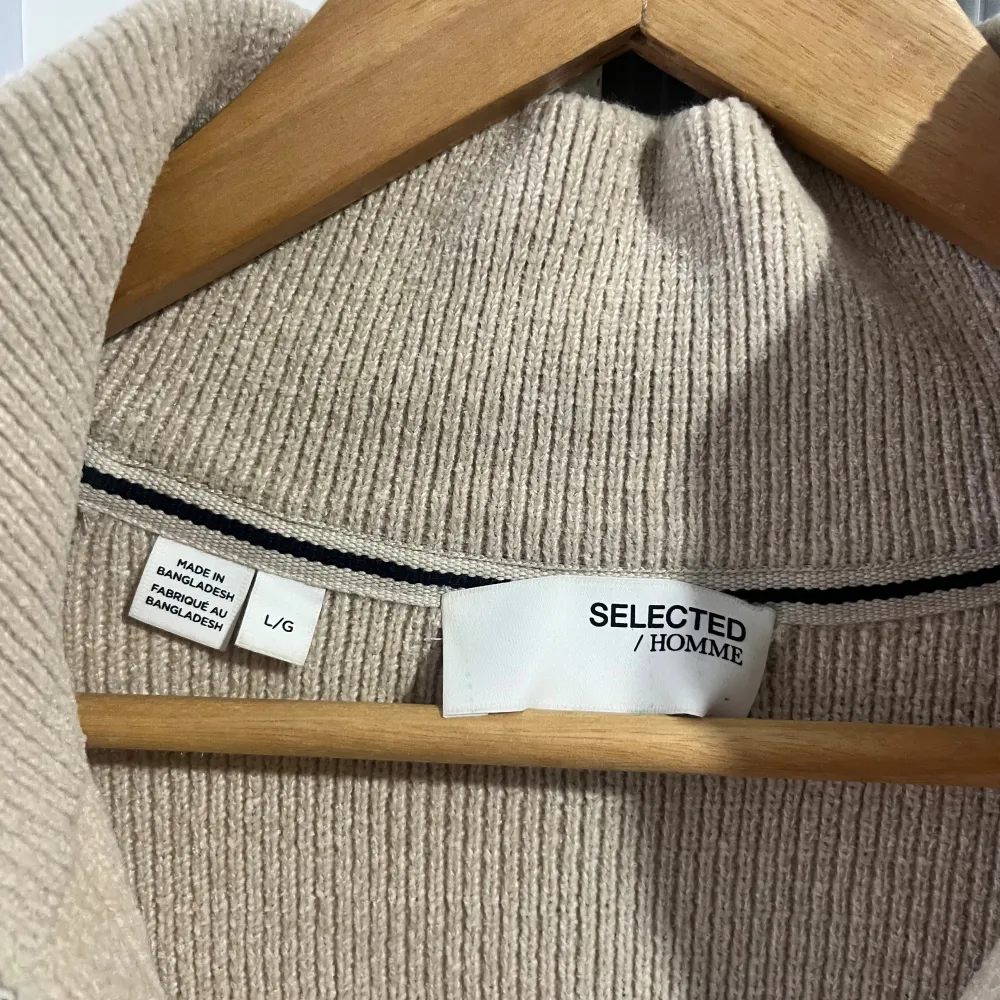 MADE IN
BANGLADESH
FABRIQUÉ AU
BANGLADESH
L/G
SELECTED
/ HOMME